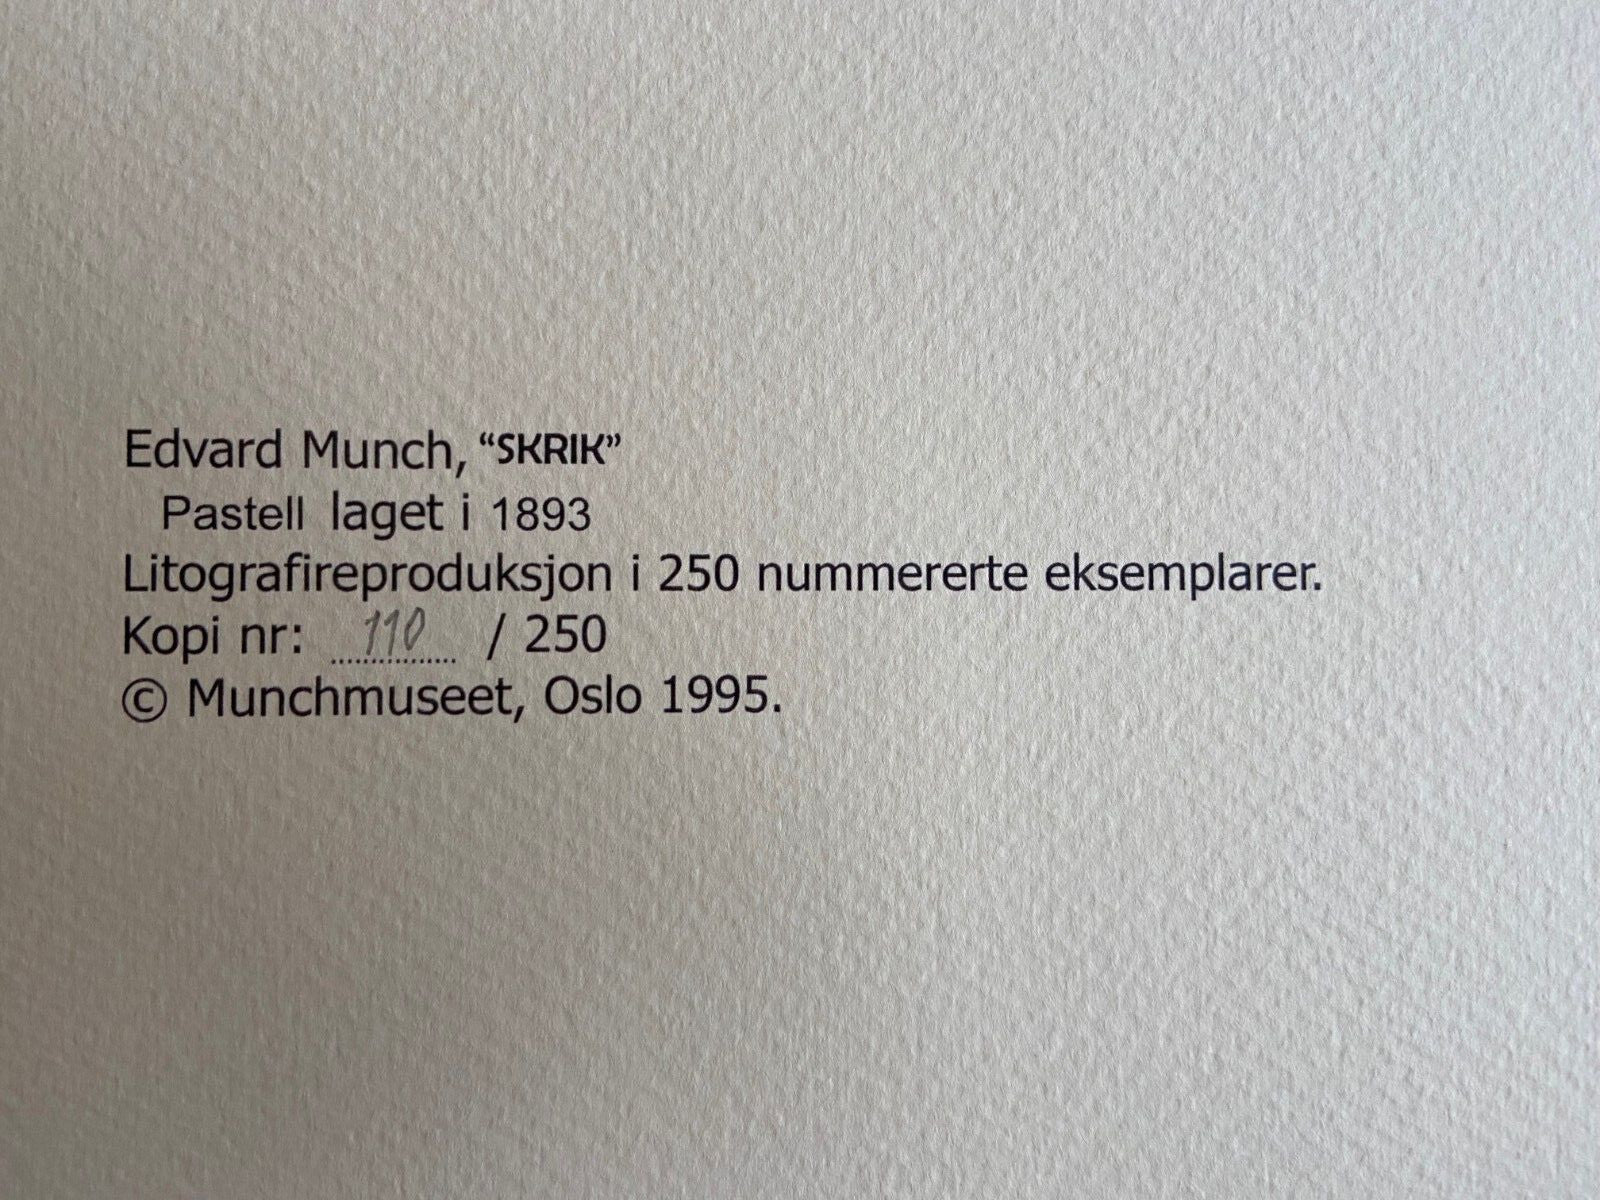 Edvard Munch, “SKRIK”
Pastell laget i 1893
Litografireproduksjon i 250 nummererte eksemplarer.
Kopi nr: 110 / 250
© Munchmuseet, Oslo 1995.